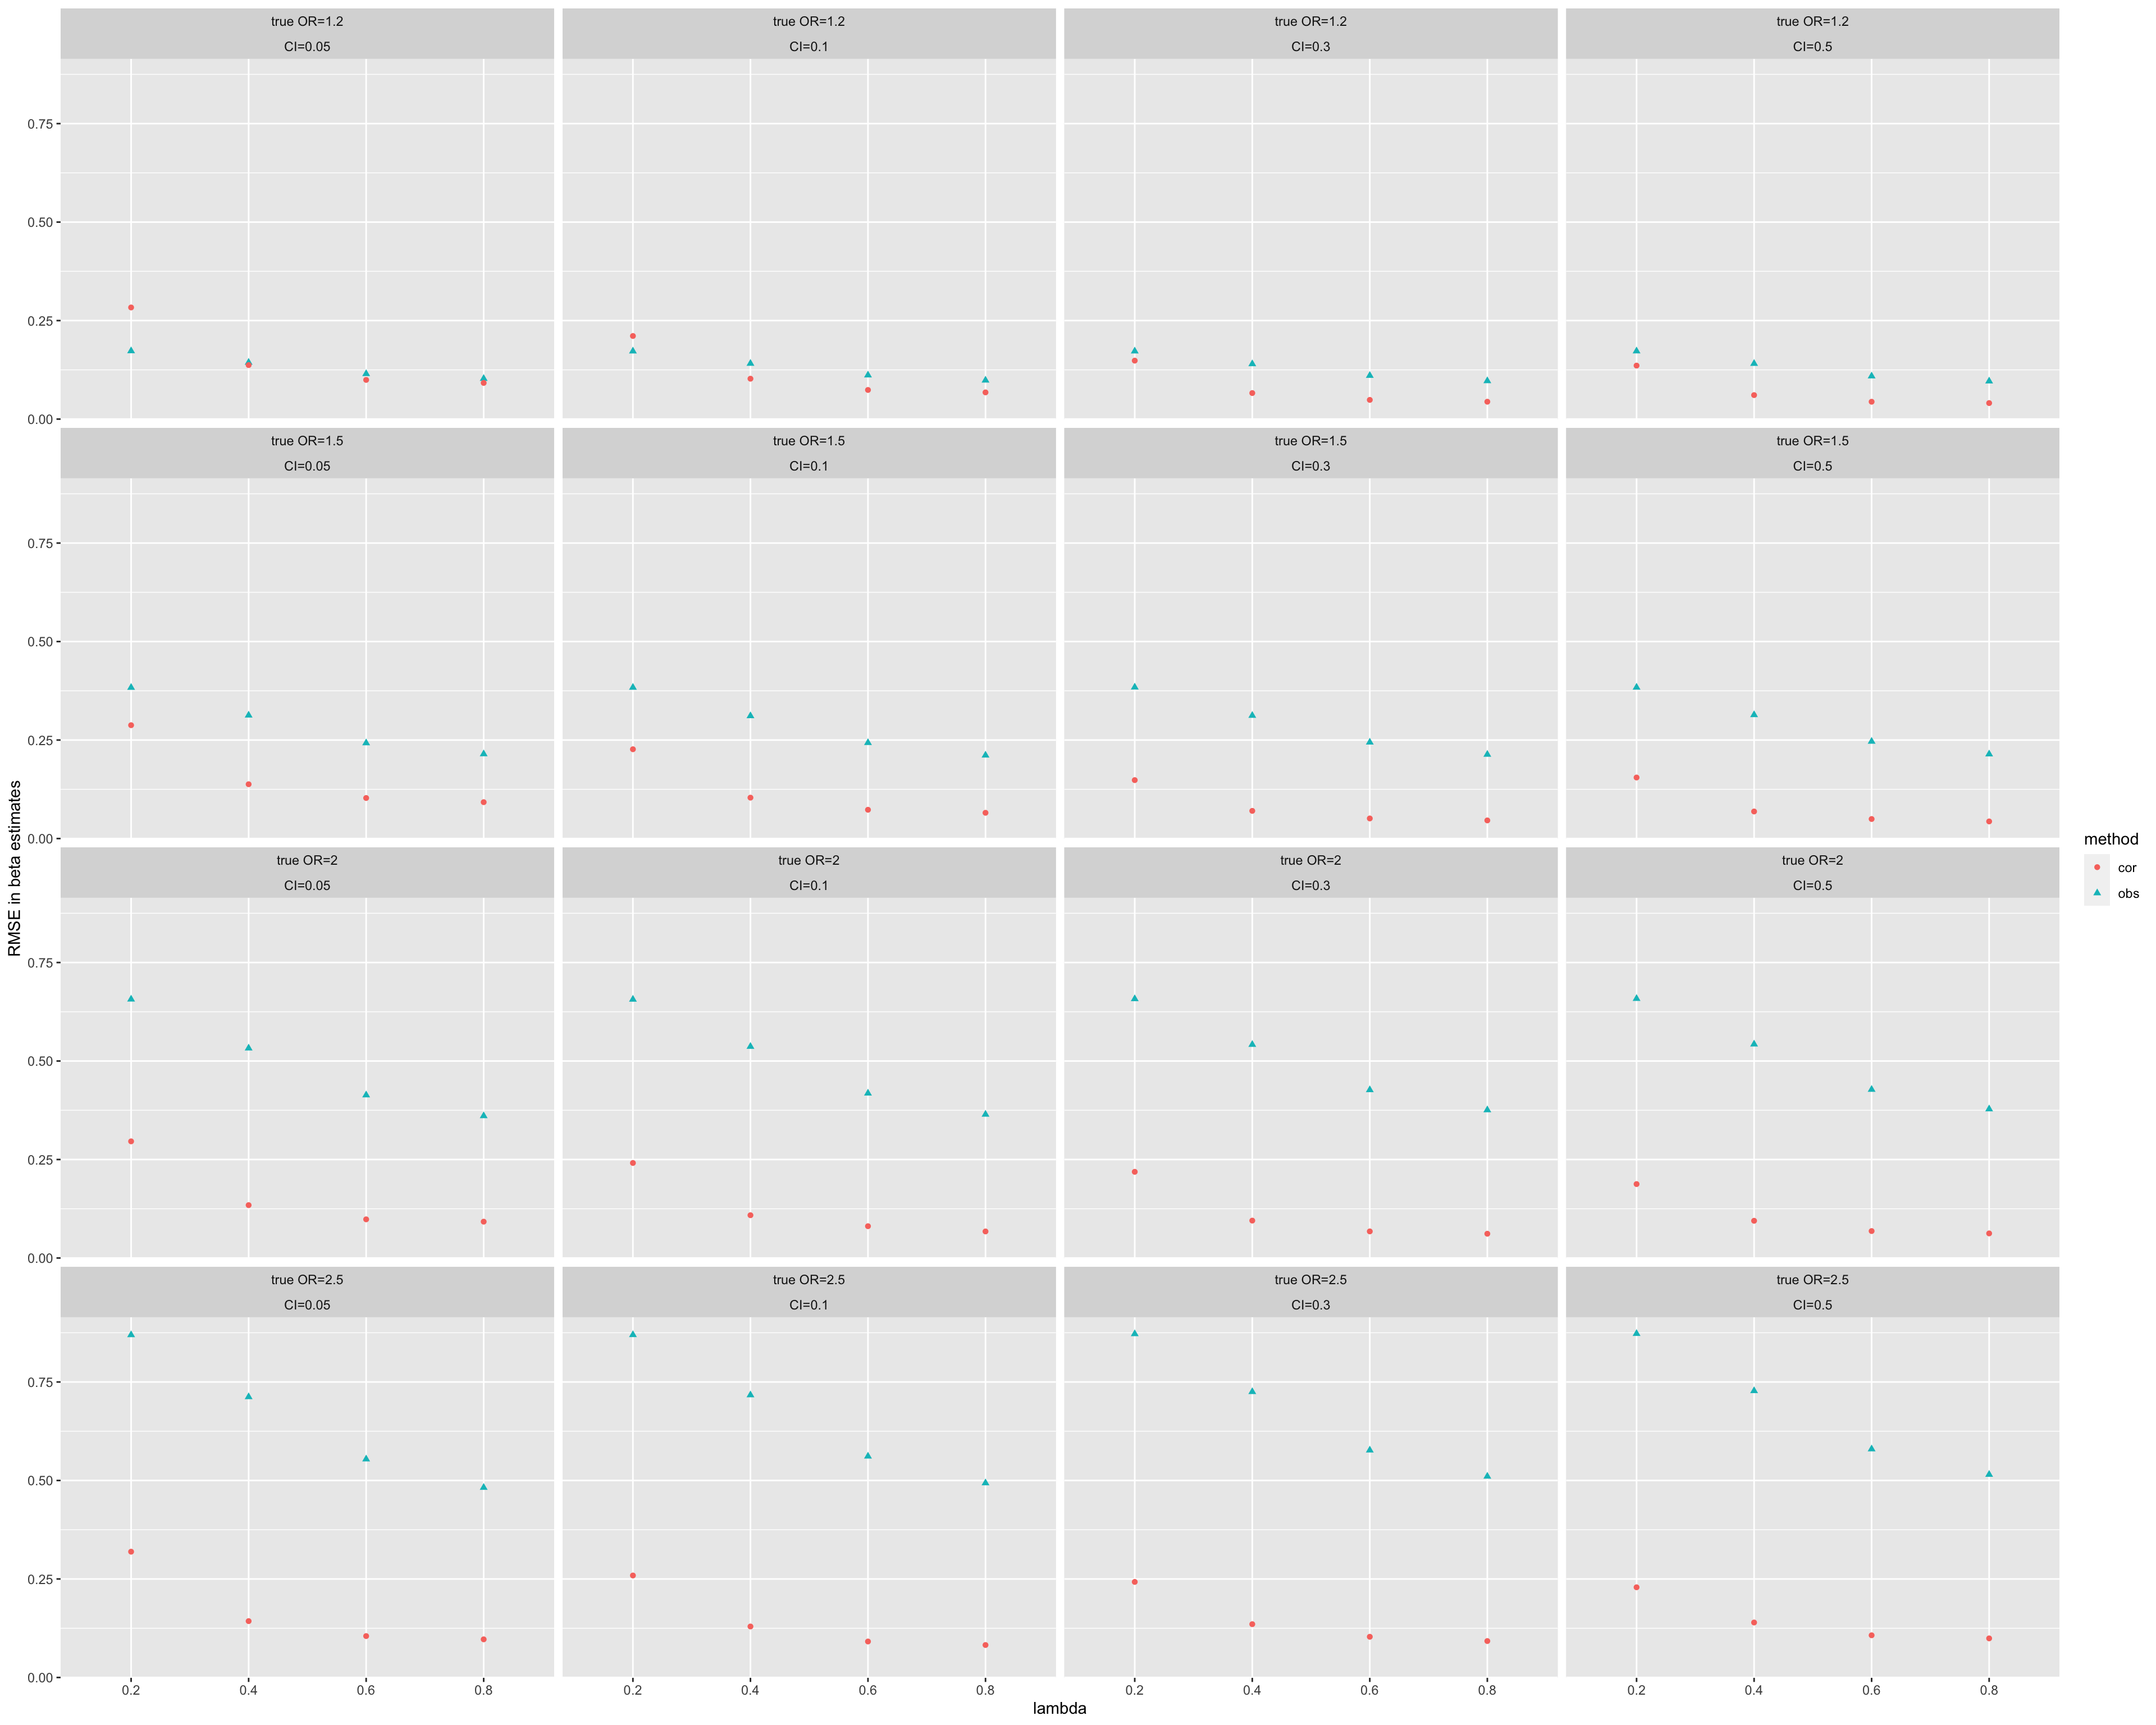 true OR=1.2 true OR=1.2 true OR=1.2 true OR=1.2
CI=0.05 CI=0.1 CI=0.3 CI=0.5
0.75
0.50
0.25
0.00
true OR=1.5 true OR=1.5 true OR=1.5 true OR=1.5
CI=0.05 CI=0.1 CI=0.3 CI=0.5
0.75
0.50
0.25
0.00
true OR=2 true OR=2 true OR=2 true OR=2
CI=0.05 CI=0.1 CI=0.3 CI=0.5
0.75
0.50
0.25
0.00
true OR=2.5 true OR=2.5 true OR=2.5 true OR=2.5
CI=0.05 CI=0.1 CI=0.3 CI=0.5
0.75
0.50
0.25
0.00
0.2 0.4 0.6 0.8 0.2 0.4 0.6 0.8 0.2 0.4 0.6 0.8 0.2 0.4 0.6 0.8
lambda
RMSE in beta estimates
method
cor
obs